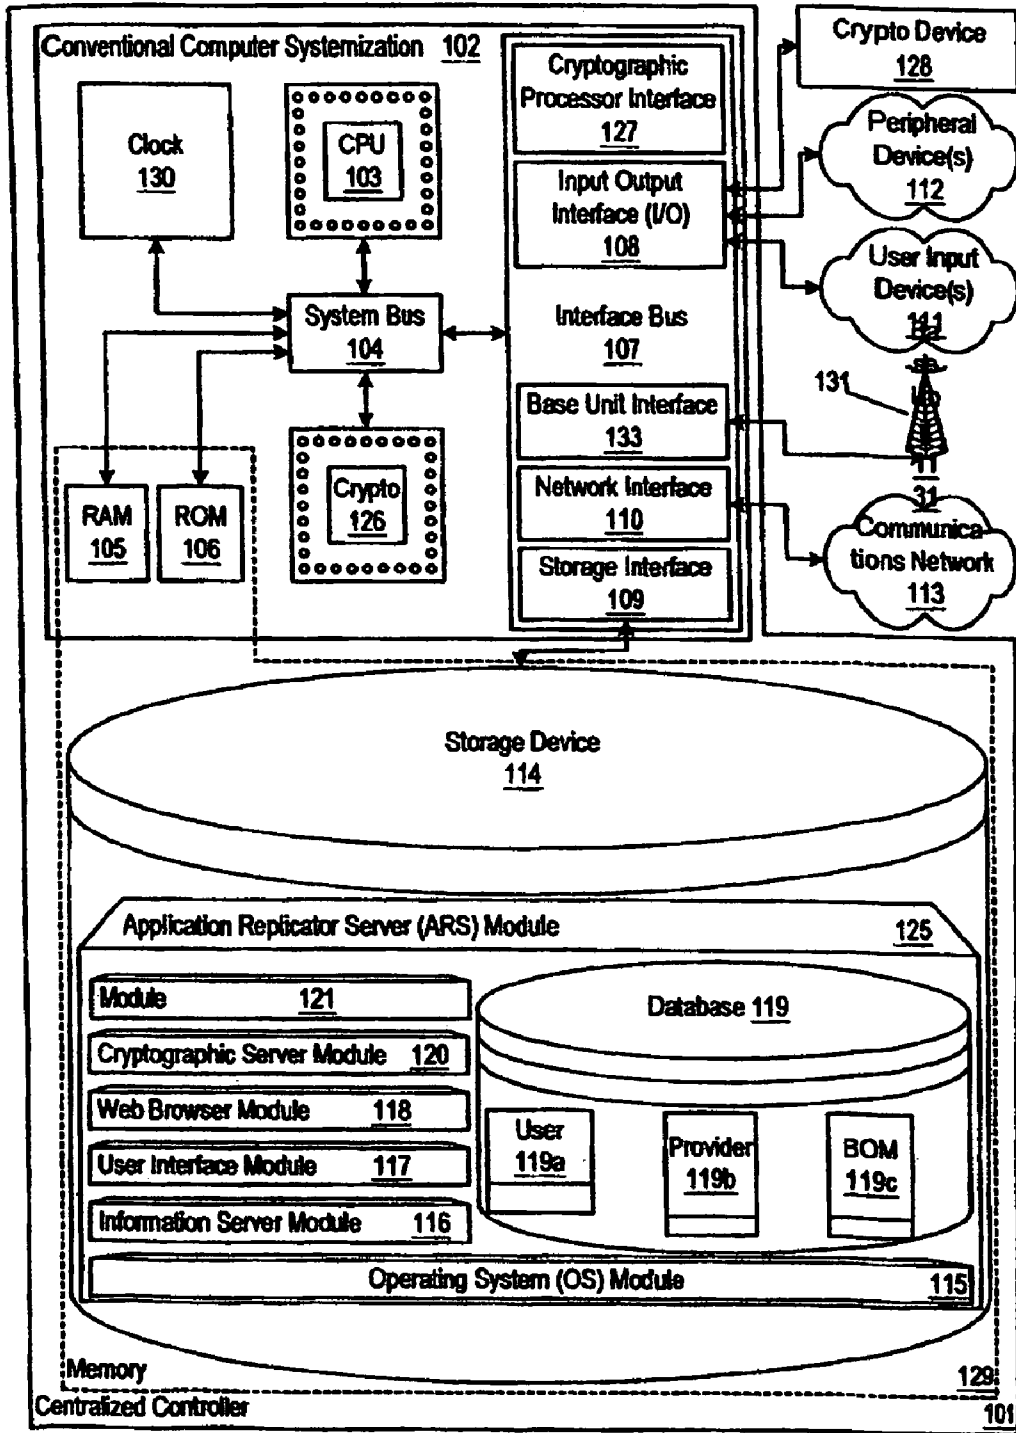 Conventional Computer Systemization 102
Clock
130
CPU
103
System Bus
104
RAM
105
ROM
106
Crypto
126
Cryptographic
Processor Interface
127
Input Output
Interface (I/O)
108
Interface Bus
107
Base Unit Interface
133
Network Interface
110
Storage Interface
109
Crypto Device
128
Peripheral
Device(s)
112
User Input
Device(s)
131
31
Communica-
tions Network
113
Storage Device
114
Application Replicator Server (ARS) Module 125
Module 121
Cryptographic Server Module 120
Web Browser Module 118
User Interface Module 117
Information Server Module 116
Database 119
User
119a
Provider
119b
BOM
119c
Operating System (OS) Module 115
Memory 129
Centralized Controller 101